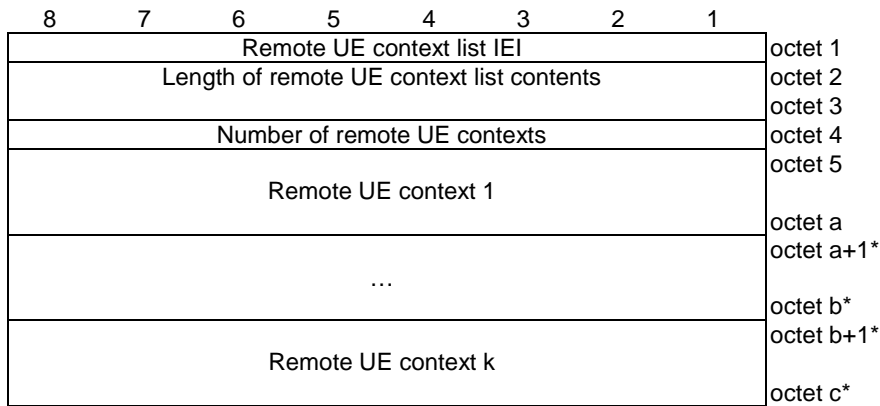 8 7 6 5 4 3 2 1
Remote UE context list IEI octet 1
Length of remote UE context list contents octet 2
octet 3
Number of remote UE contexts octet 4
octet 5
Remote UE context 1
octet a
octet a+1*
…
octet b*
octet b+1*
Remote UE context k
octet c*